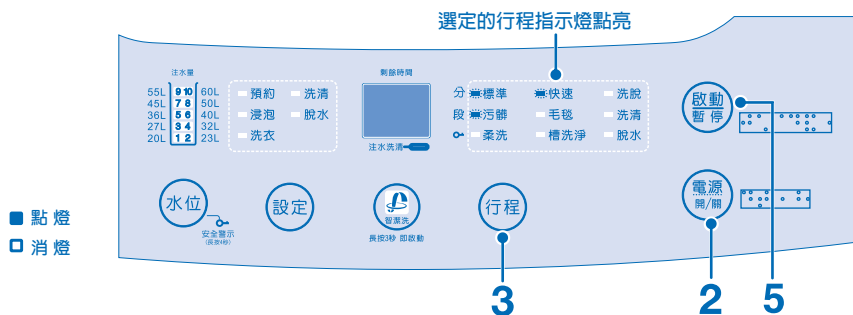 選定的行程指示燈點亮
注水量
55L 9 10 60L
45L 7 8 50L
36L 5 6 40L
27L 3 4 32L
20L 1 2 23L
預約 洗清
浸泡 脫水
洗衣
剩餘時間
注水洗清
分 標準 快速 洗脫
段 污髒 毛毯 洗清
柔洗 槽洗淨 脫水
啟動
暫停
水位
安全警示
(長按4秒)
設定
智潔洗
長按3秒 即啟動
行程
電源
開/關
點燈
消燈
3
2
5